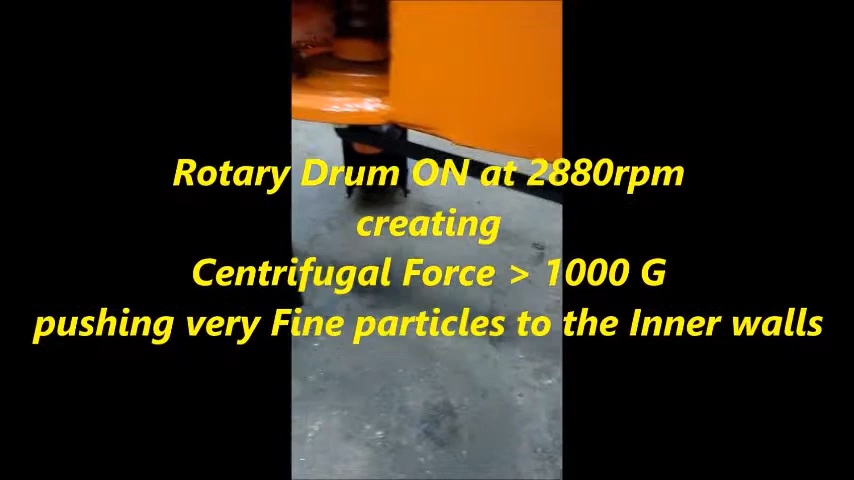 Rotary Drum ON at 2880rpm
creating
Centrifugal Force > 1000 G
pushing very Fine particles to the Inner walls